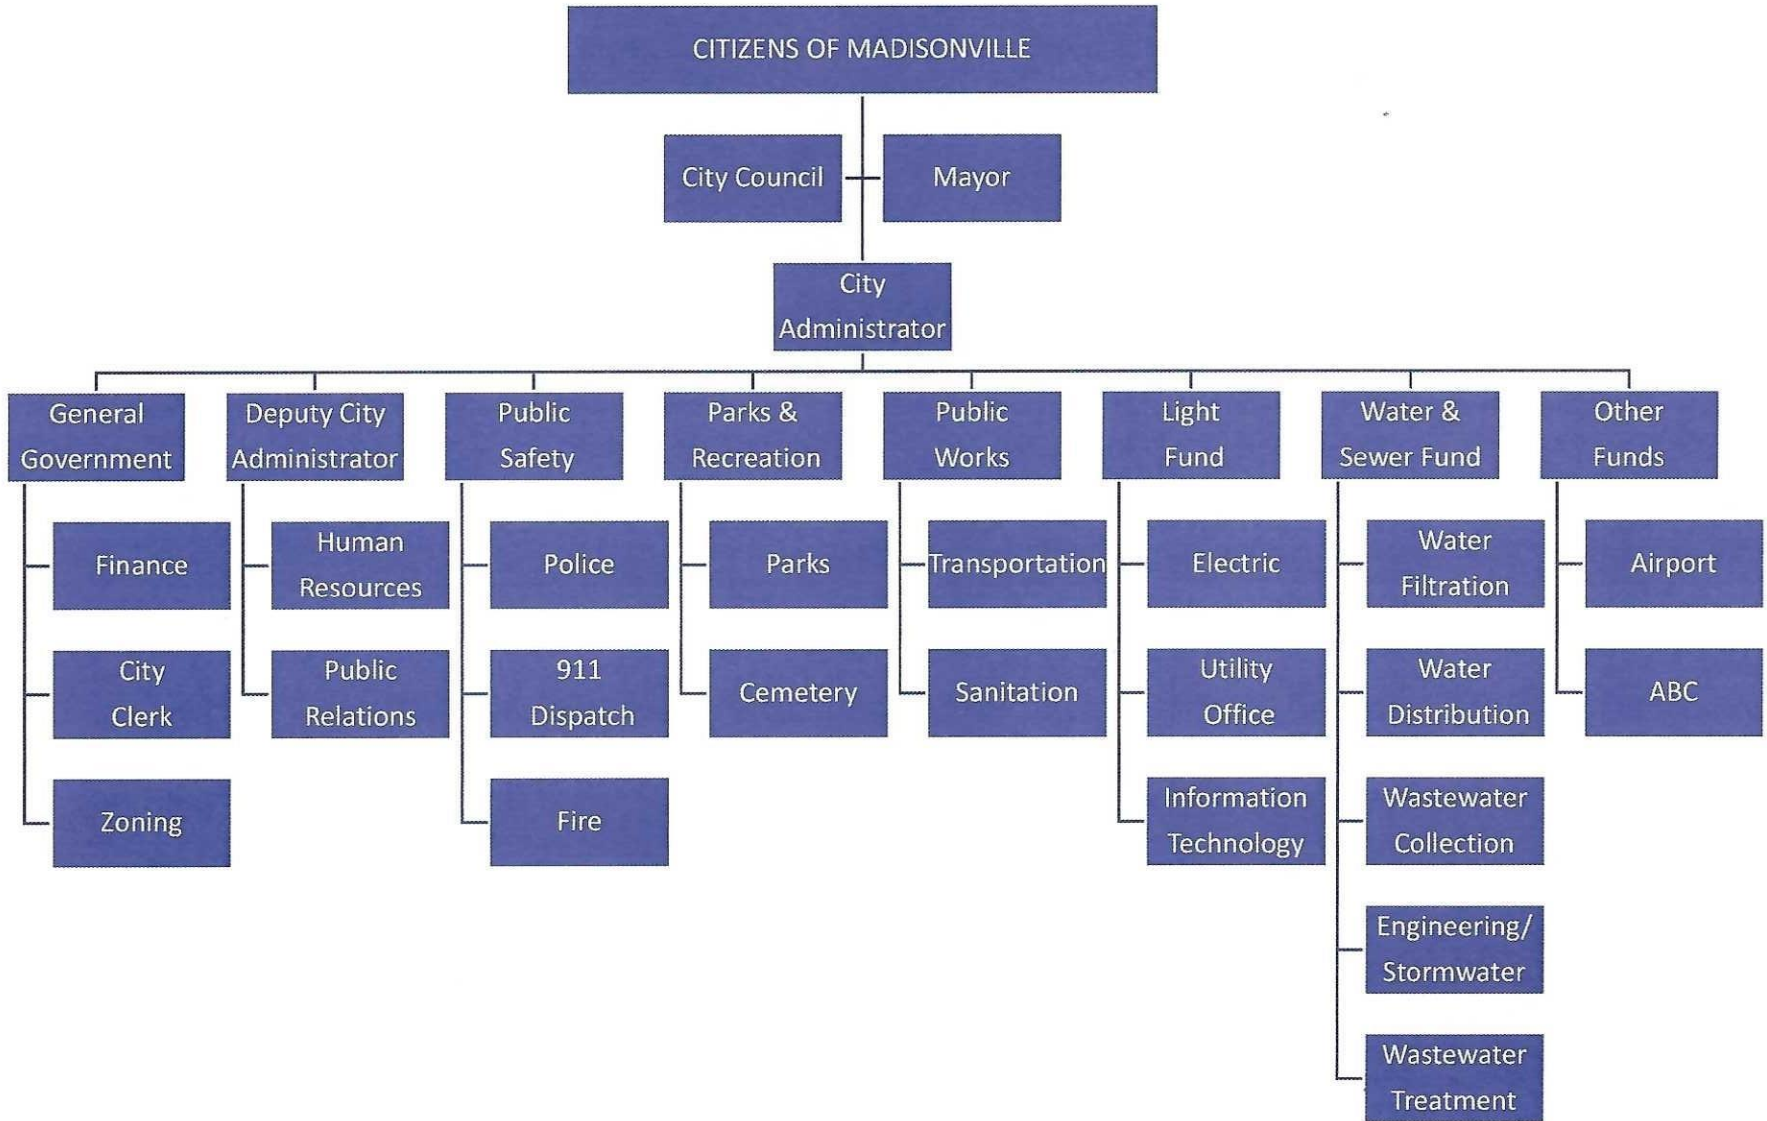 CITIZENS OF MADISONVILLE
City Council
Mayor
City
Administrator
General
Government
Deputy City
Administrator
Public
Safety
Parks &
Recreation
Public
Works
Light
Fund
Water &
Sewer Fund
Other
Funds
Finance
Human
Resources
Police
Parks
Transportation
Electric
Water
Filtration
Airport
City
Clerk
Public
Relations
911
Dispatch
Cemetery
Sanitation
Utility
Office
Water
Distribution
ABC
Zoning
Fire
Information
Technology
Wastewater
Collection
Engineering/
Stormwater
Wastewater
Treatment